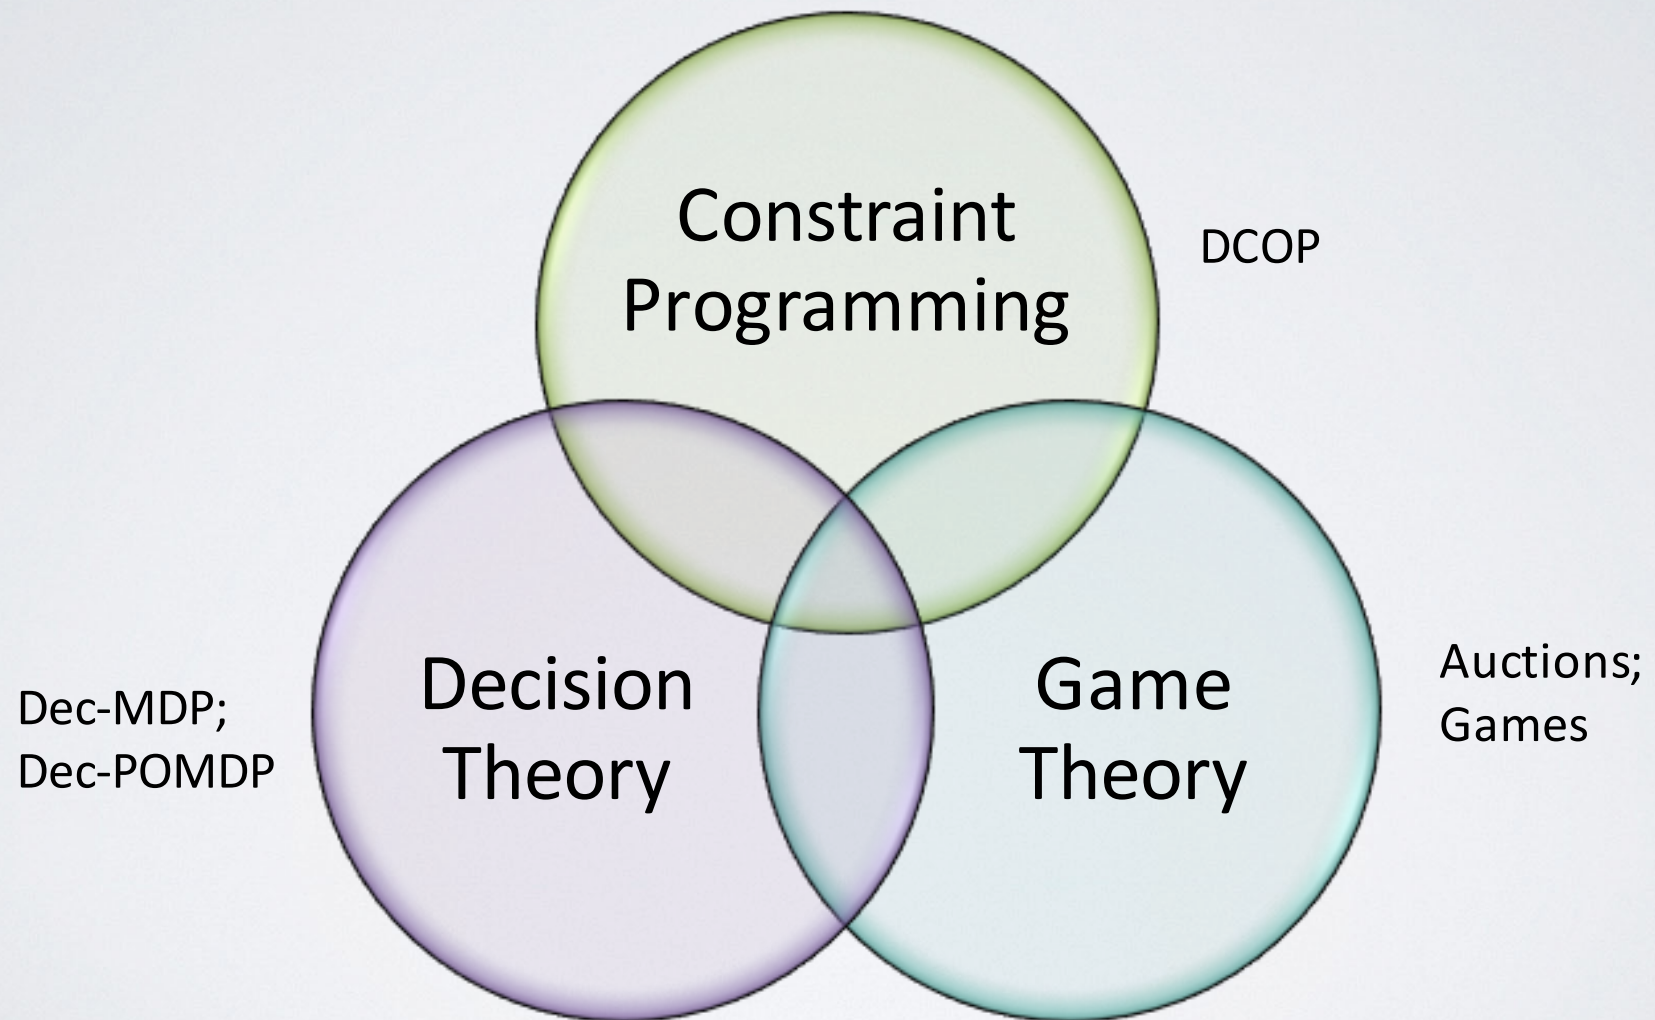 Constraint
Programming
DCOP
Decision
Theory
Game
Theory
Dec-MDP;
Dec-POMDP
Auctions;
Games